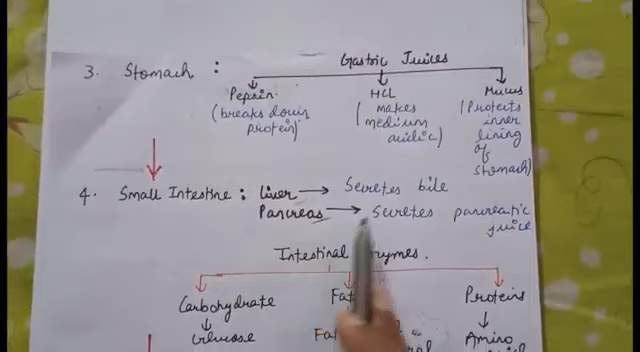 Gastric Juices
3. Stomach :
Pepsin HCL Mucus
(breaks down (makes (Protects
protein) medium inner
acidic) lining
of
stomach)
4. Small Intestine : Liver → Secretes bile
Pancreas → Secretes pancreatic
juice
Intestinal
Carbohydrate Proteins
Glucose Amino